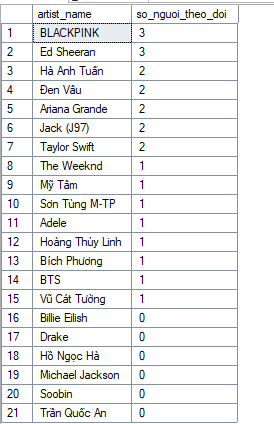 artist_name so_nguoi_theo_doi
1 BLACKPINK 3
2 Ed Sheeran 3
3 Hà Anh Tuấn 2
4 Đen Vâu 2
5 Ariana Grande 2
6 Jack (J97) 2
7 Taylor Swift 2
8 The Weeknd 1
9 Mỹ Tâm 1
10 Sơn Tùng M-TP 1
11 Adele 1
12 Hoàng Thùy Linh 1
13 Bích Phương 1
14 BTS 1
15 Vũ Cát Tường 1
16 Billie Eilish 0
17 Drake 0
18 Hồ Ngọc Hà 0
19 Michael Jackson 0
20 Soobin 0
21 Trần Quốc An 0